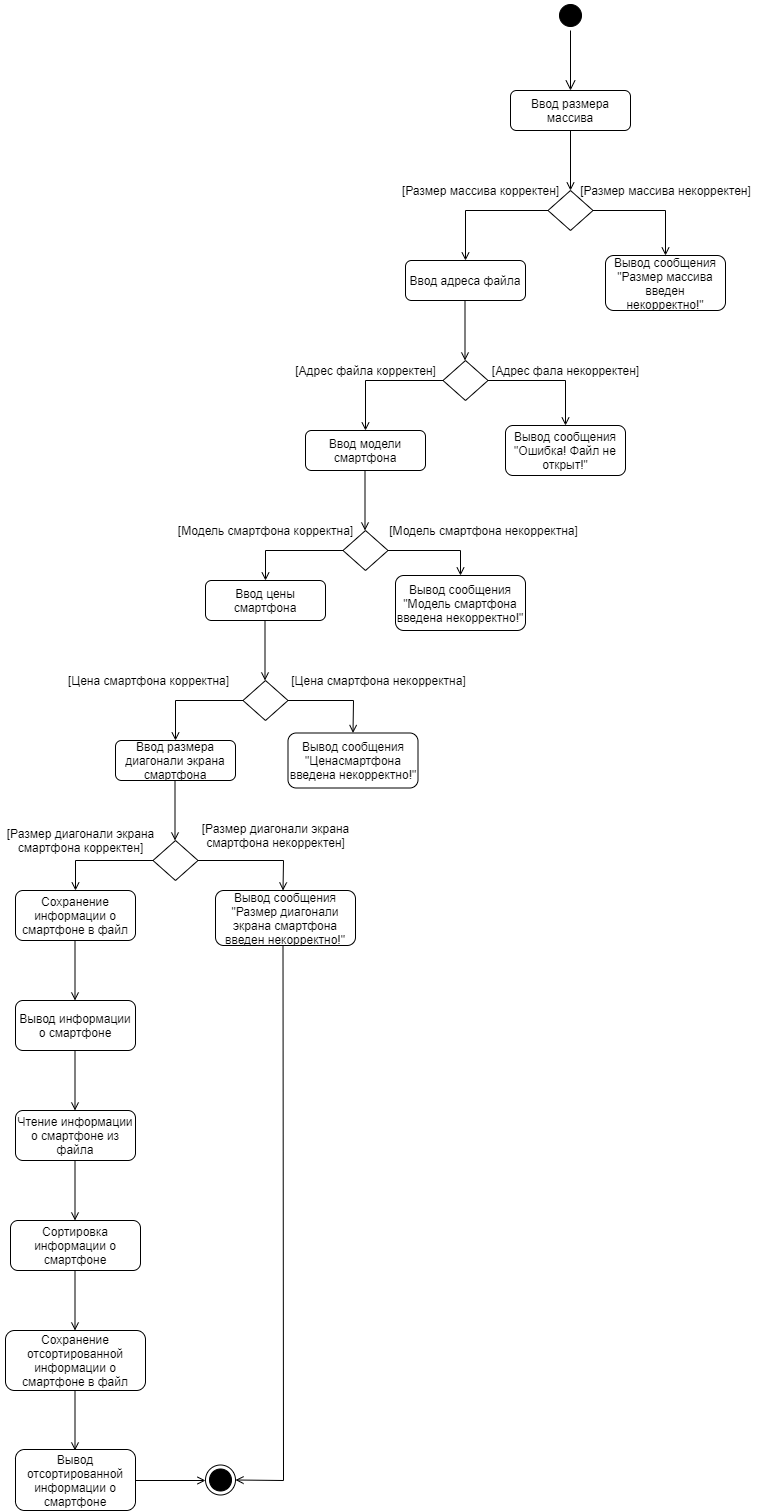 Ввод размера
массива
[Размер массива корректен]
[Размер массива некорректен]
Ввод адреса файла
Вывод сообщения
"Размер массива
введен
некорректно!"
[Адрес файла корректен]
[Адрес фала некорректен]
Ввод модели
смартфона
Вывод сообщения
"Ошибка! Файл не
открыт!"
[Модель смартфона корректна]
[Модель смартфона некорректна]
Ввод цены
смартфона
Вывод сообщения
"Модель смартфона
введена некорректно!"
[Цена смартфона корректна]
[Цена смартфона некорректна]
Ввод размера
диагонали экрана
смартфона
Вывод сообщения
"Ценасмартфона
введена некорректно!"
[Размер диагонали экрана
смартфона корректен]
[Размер диагонали экрана
смартфона некорректен]
Сохранение
информации о
смартфоне в файл
Вывод сообщения
"Размер диагонали
экрана смартфона
введен некорректно!"
Вывод информации
о смартфоне
Чтение информации
о смартфоне из
файла
Сортировка
информации о
смартфоне
Сохранение
отсортированной
информации о
смартфоне в файл
Вывод
отсортированной
информации о
смартфоне